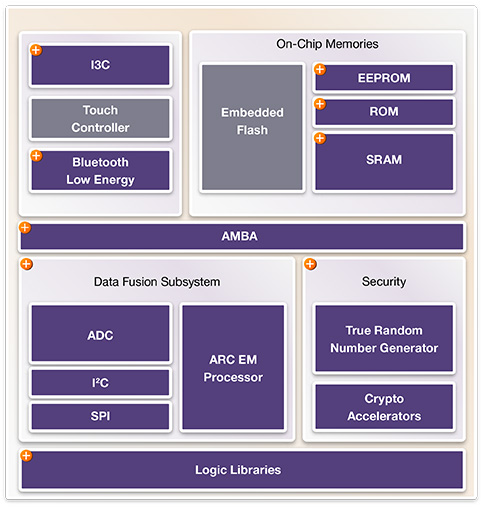 I3C
Touch
Controller
Bluetooth
Low Energy
On-Chip Memories
Embedded
Flash
EEPROM
ROM
SRAM
AMBA
Data Fusion Subsystem
ADC
I²C
SPI
ARC EM
Processor
Security
True Random
Number Generator
Crypto
Accelerators
Logic Libraries